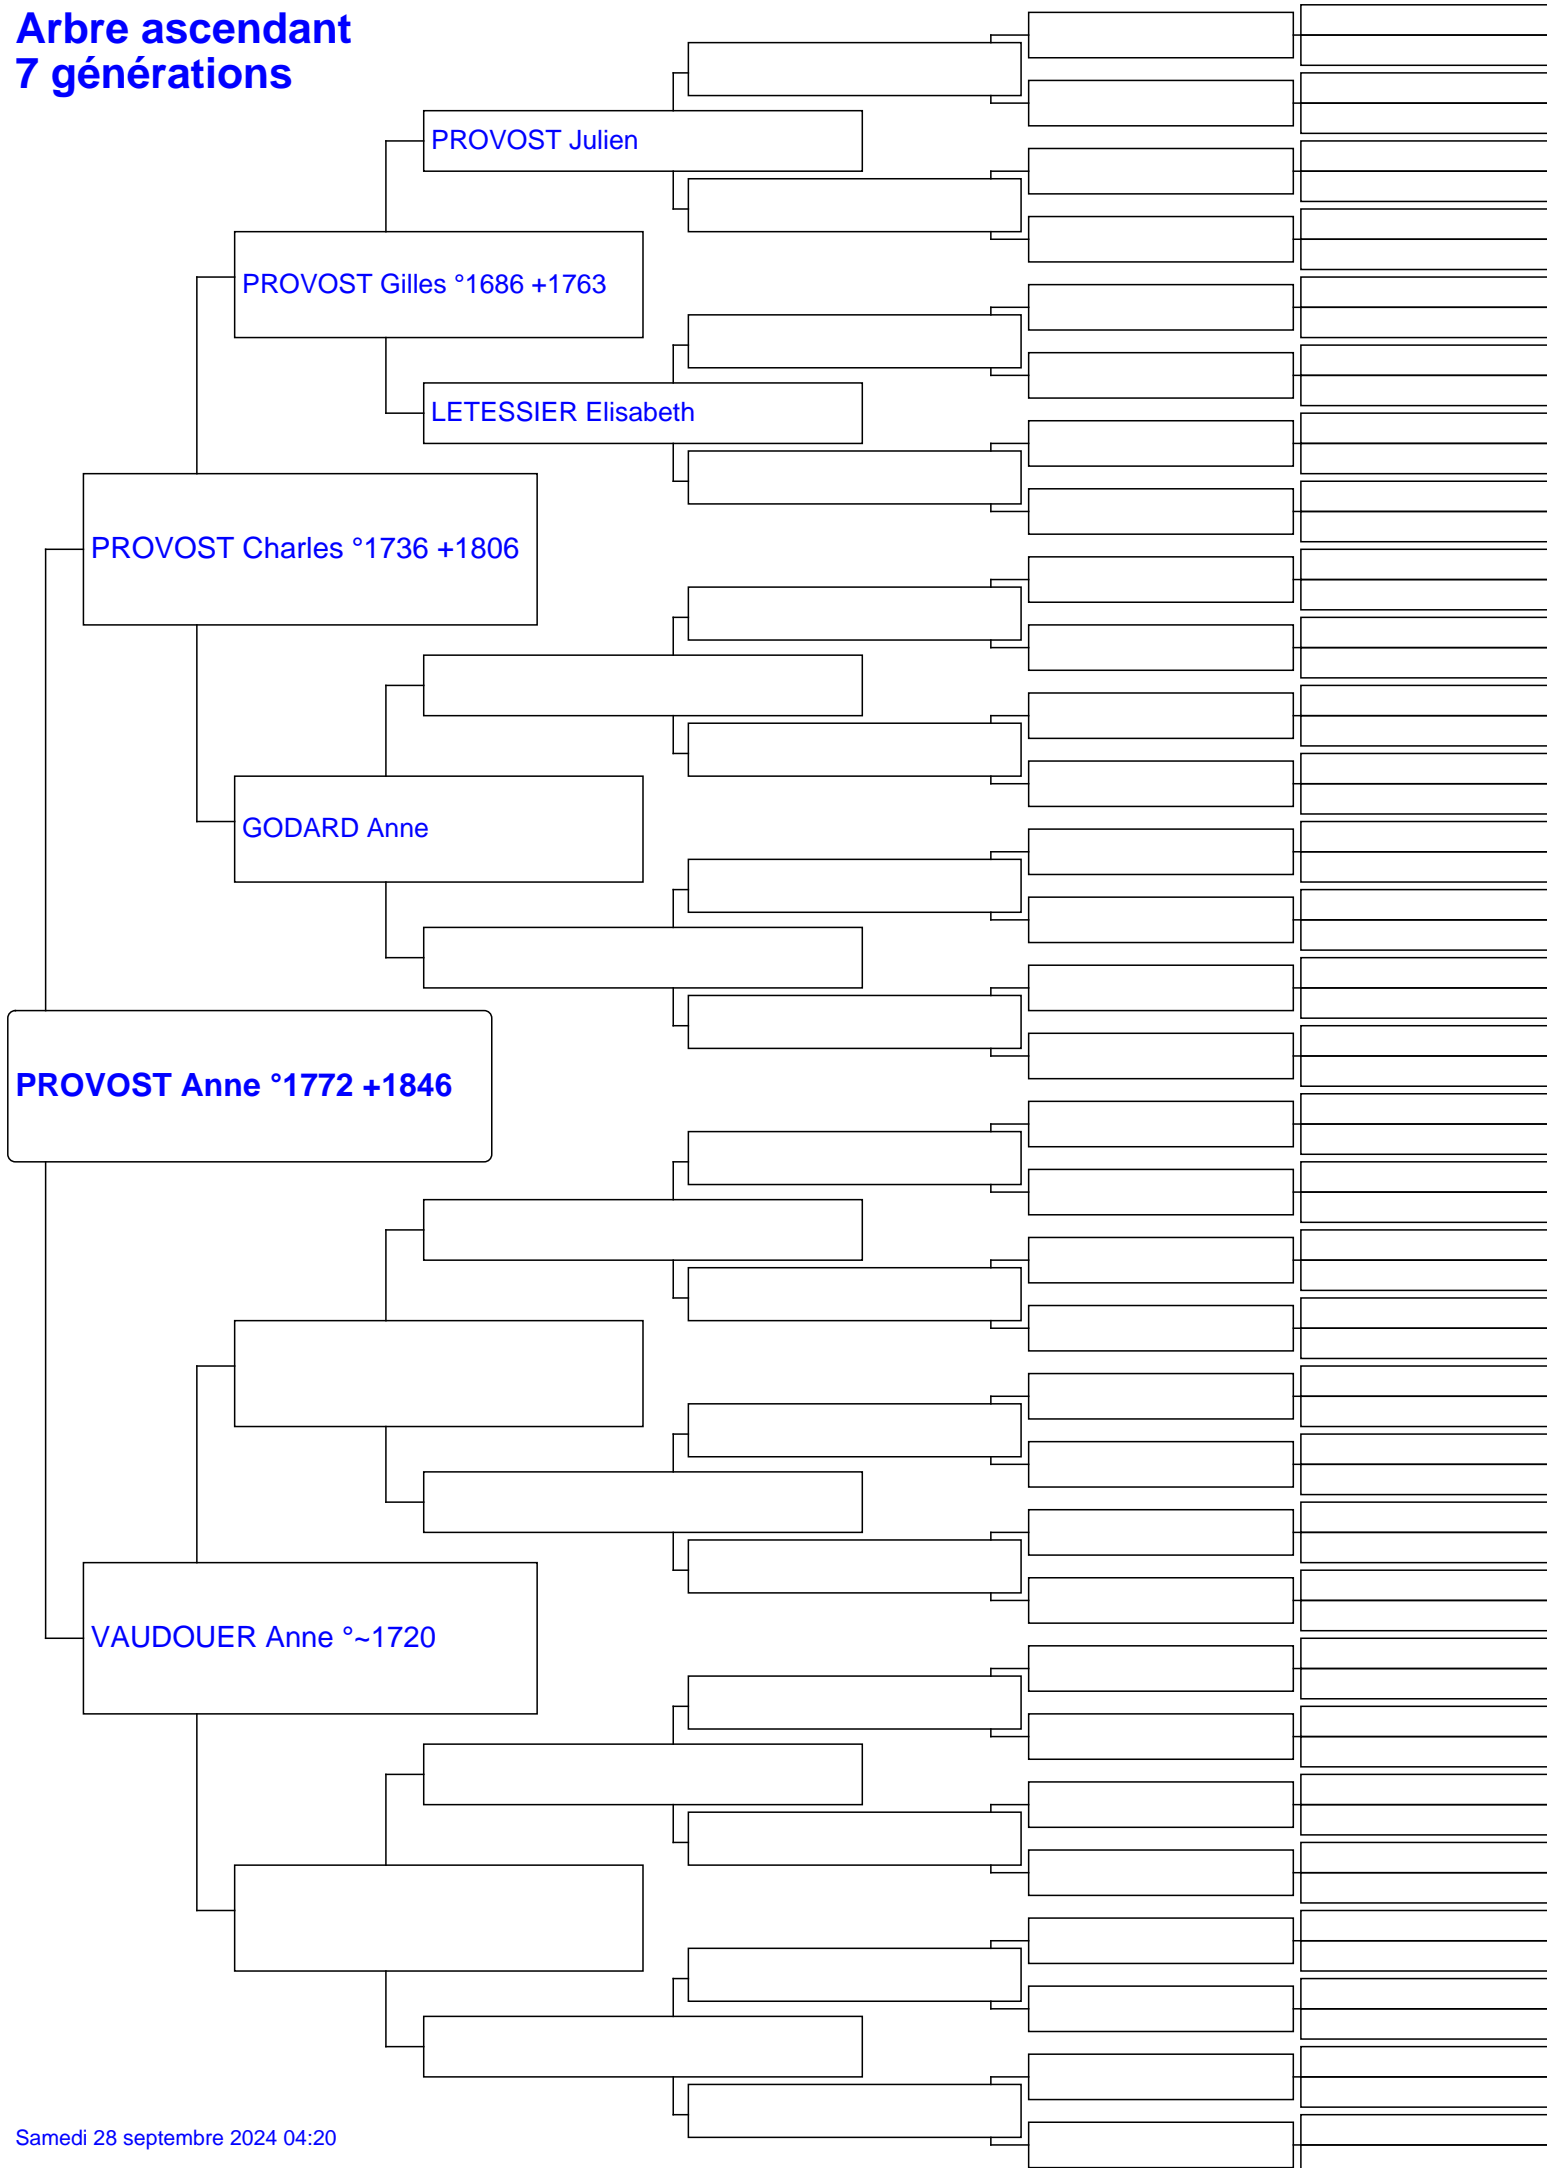 Arbre ascendant
7 générations
PROVOST Julien
PROVOST Gilles °1686 +1763
LETESSIER Elisabeth
PROVOST Charles °1736 +1806
GODARD Anne
PROVOST Anne °1772 +1846
VAUDOUER Anne °~1720
Samedi 28 septembre 2024 04:20